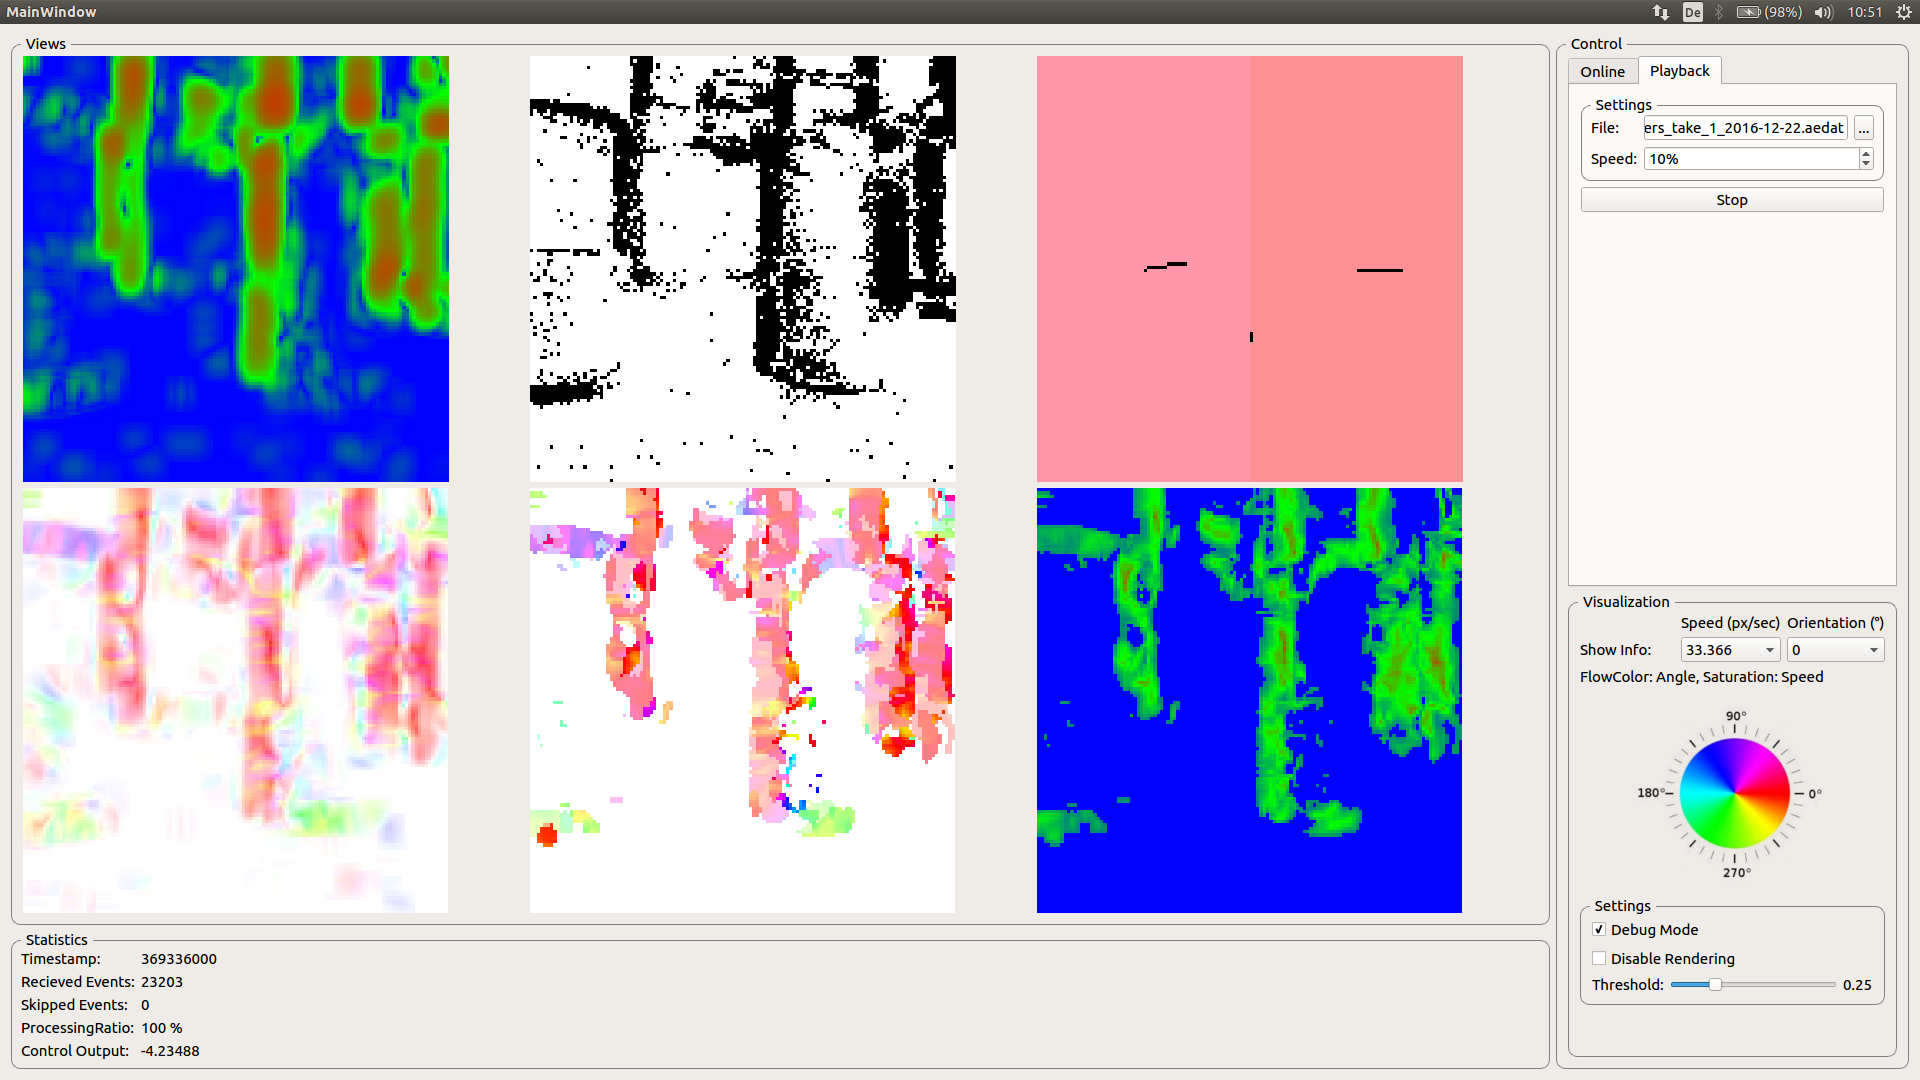 MainWindow
De
(98%)
10:51
Views
Control
Online
Playback
Settings
File:
ers_take_1_2016-12-22.aedat
...
Speed:
10%
Stop
Visualization
Speed (px/sec) Orientation (°)
Show Info:
33.366
0
FlowColor: Angle, Saturation: Speed
90°
180°
0°
270°
Settings
Debug Mode
Disable Rendering
Threshold:
0.25
Statistics
Timestamp: 369336000
Recieved Events: 23203
Skipped Events: 0
ProcessingRatio: 100 %
Control Output: -4.23488